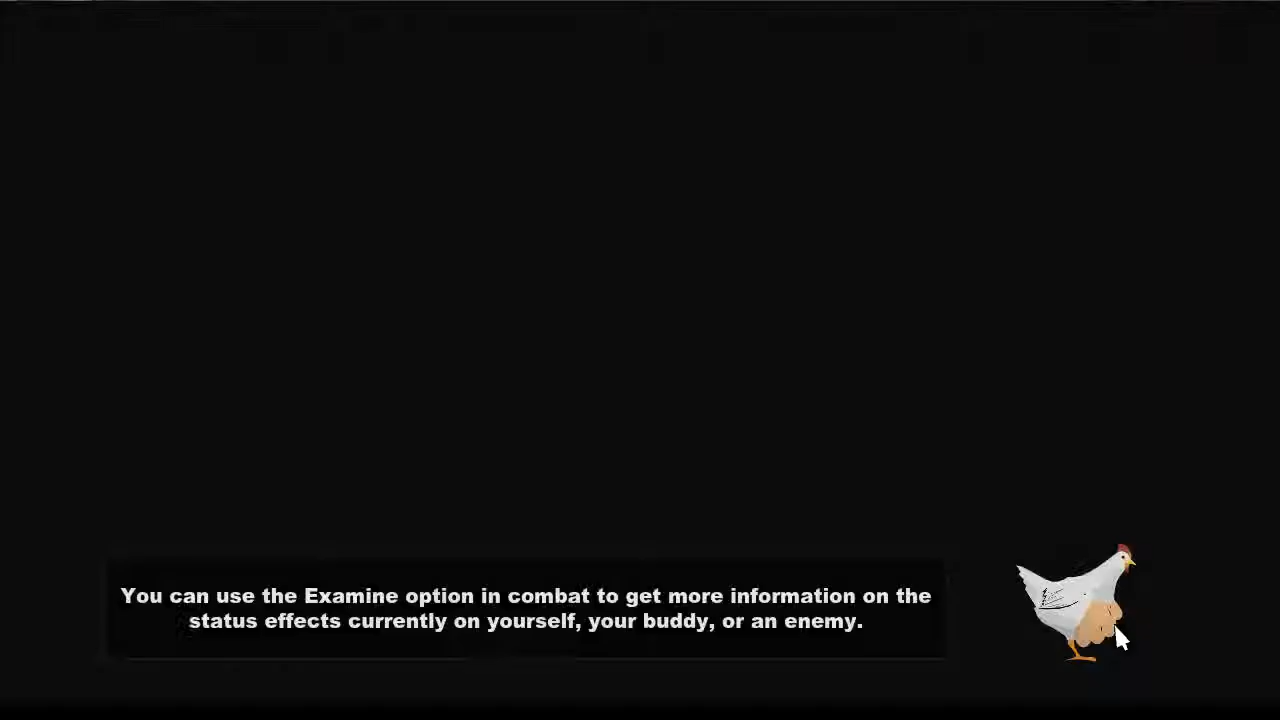 You can use the Examine option in combat to get more information on the
status effects currently on yourself, your buddy, or an enemy.